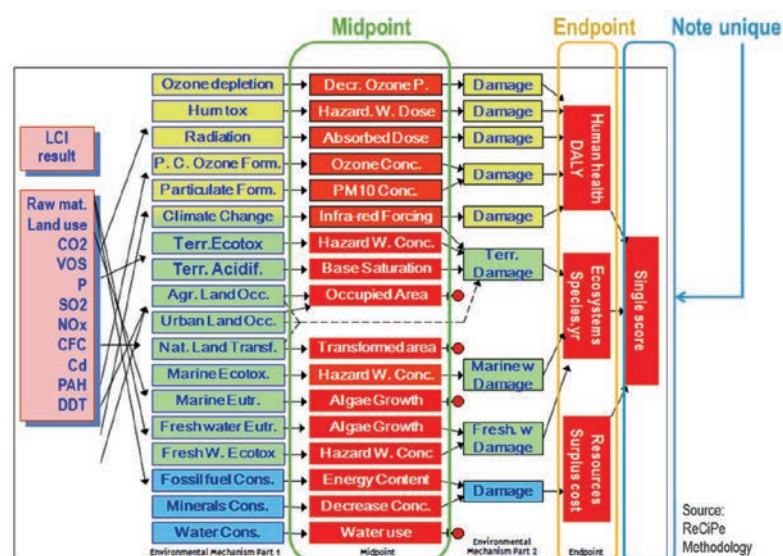 Midpoint
Endpoint
Note unique
LCI
result
Raw mat.
Land use
CO2
VOS
P
SO2
NOx
CFC
Cd
PAH
DDT
Ozone depletion
Hum tox
Radiation
P. C. Ozone Form.
Particulate Form.
Climate Change
Terr. Ecotox
Terr. Acidif.
Agr. Land Occ.
Urban Land Occ.
Nat. Land Transf.
Marine Ecotox.
Marine Eutr.
Freshwater Eutr.
Fresh W. Ecotox
Fossil fuel Cons.
Minerals Cons.
Water Cons.
Environmental Mechanism Part 1
Decr. Ozone P.
Hazard. W. Dose
Absorbed Dose
Ozone Conc.
PM10 Conc.
Infra-red Forcing
Hazard W. Conc.
Base Saturation
Occupied Area
Transformed area
Hazard W. Conc.
Algae Growth
Algae Growth
Hazard W. Conc
Energy Content
Decrease Conc.
Water use
Midpoint
Damage
Damage
Damage
Damage
Damage
Terr.
Damage
Marine w
Damage
Fresh. w
Damage
Damage
Environmental
Mechanism Part 2
Human health
DALY
Ecosystems
Species.yr
Resources
Surplus cost
Endpoint
Single score
Source:
ReCiPe
Methodology